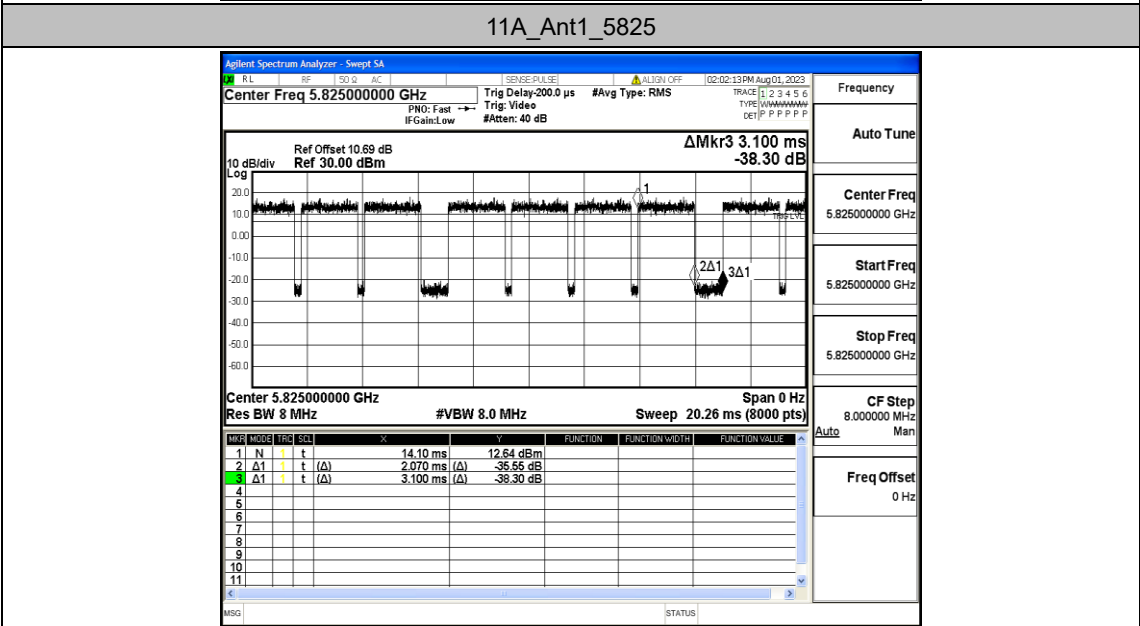 11A_Ant1_5825
Agilent Spectrum Analyzer - Swept SA
RL RF 50 Ω AC SENSE:PULSE ALIGN OFF 02:02:13 PM Aug 01, 2023
Center Freq 5.825000000 GHz
PNO: Fast
IFGain:Low
Trig Delay-200.0 µs
Trig: Video
#Atten: 40 dB
#Avg Type: RMS
TRACE 1 2 3 4 5 6
TYPE WWWWWW
DET P P P P P P
Frequency
Auto Tune
Center Freq
5.825000000 GHz
Start Freq
5.825000000 GHz
Stop Freq
5.825000000 GHz
CF Step
8.000000 MHz
Auto Man
Freq Offset
0 Hz
ΔMkr3 3.100 ms
-38.30 dB
Ref Offset 10.69 dB
10 dB/div Ref 30.00 dBm
Log
20.0
10.0
0.00
-10.0
-20.0
-30.0
-40.0
-50.0
-60.0
1
TRIG LVL
2Δ1
3Δ1
Center 5.825000000 GHz Span 0 Hz
Res BW 8 MHz #VBW 8.0 MHz Sweep 20.26 ms (8000 pts)
MKR MODE TRC SCL X Y FUNCTION FUNCTION WIDTH FUNCTION VALUE
1 N 1 t 14.10 ms 12.64 dBm
2 Δ1 1 t (Δ) 2.070 ms (Δ) -35.55 dB
3 Δ1 1 t (Δ) 3.100 ms (Δ) -38.30 dB
4
5
6
7
8
9
10
11
MSG STATUS